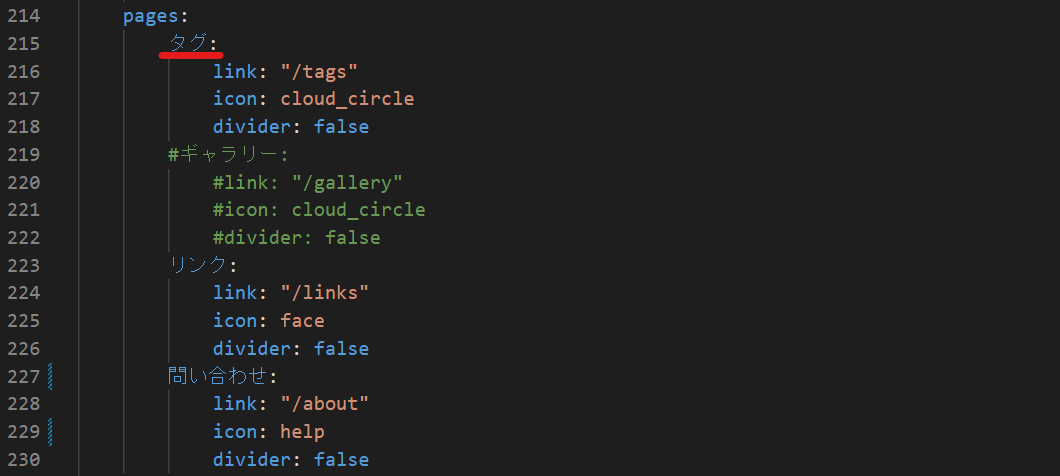 214 pages:
215 タグ:
216 link: "/tags"
217 icon: cloud_circle
218 divider: false
219 #ギャラリー:
220 #link: "/gallery"
221 #icon: cloud_circle
222 #divider: false
223 リンク:
224 link: "/links"
225 icon: face
226 divider: false
227 問い合わせ:
228 link: "/about"
229 icon: help
230 divider: false